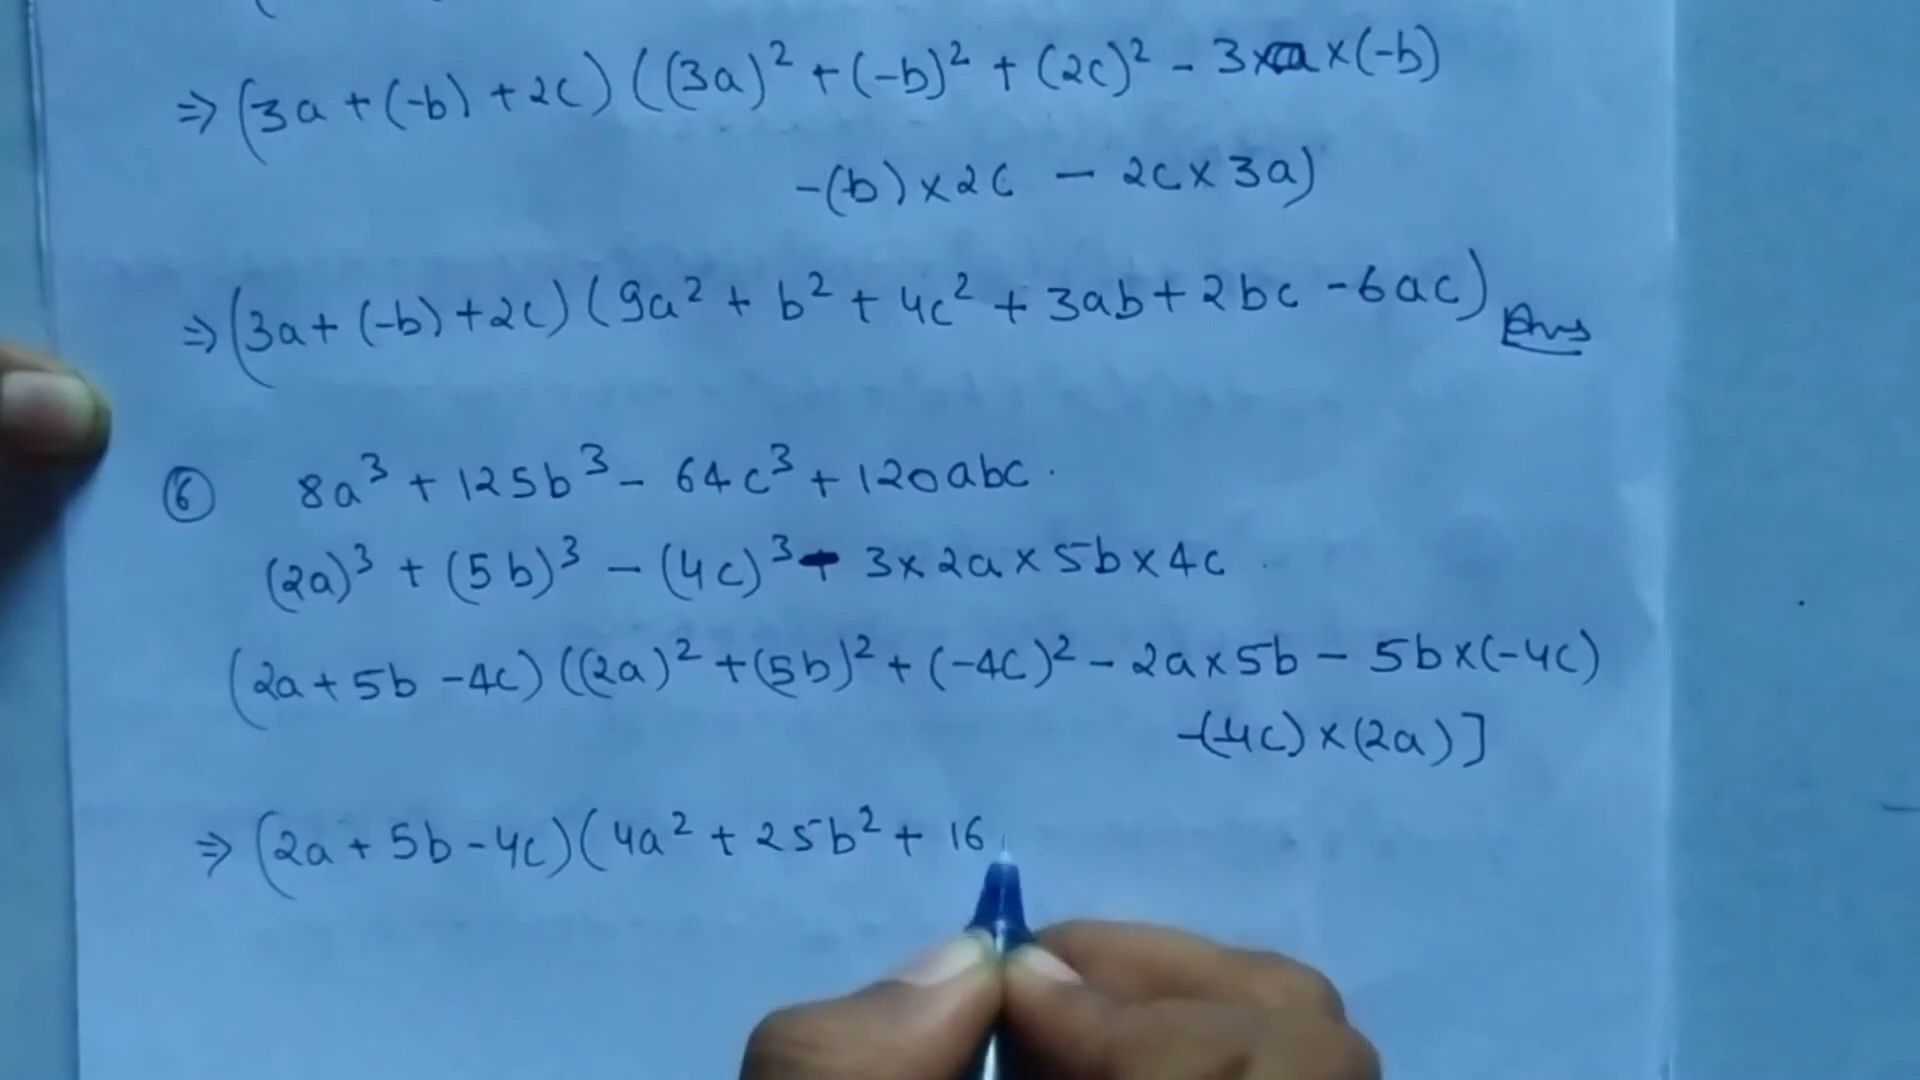 ⇒ (3a + (-b) + 2c) ((3a)² + (-b)² + (2c)² - 3×a × (-b)
-(b) × 2c - 2c × 3a)
⇒ (3a + (-b) + 2c) (9a² + b² + 4c² + 3ab + 2bc - 6ac) Ans
⑥ 8a³ + 125b³ - 64c³ + 120abc.
(2a)³ + (5b)³ - (4c)³ + 3 × 2a × 5b × 4c
(2a + 5b - 4c) ((2a)² + (5b)² + (-4c)² - 2a × 5b - 5b × (-4c)
-(4c) × (2a)]
⇒ (2a + 5b - 4c) (4a² + 25b² + 16